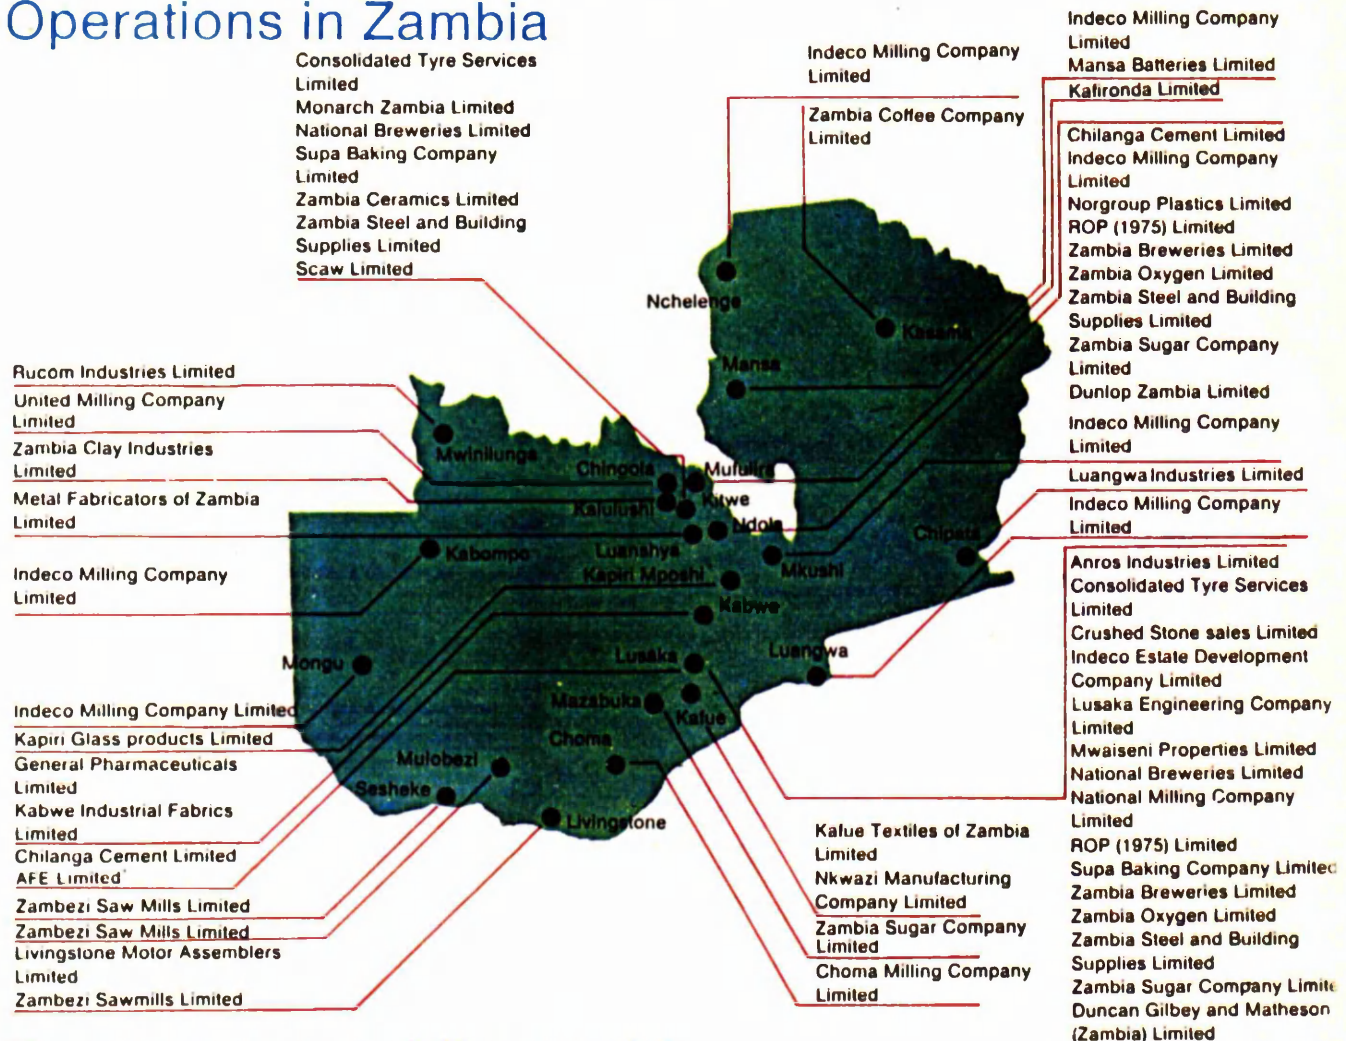 Operations in Zambia
Consolidated Tyre Services
Limited
Monarch Zambia Limited
National Breweries Limited
Supa Baking Company
Limited
Zambia Ceramics Limited
Zambia Steel and Building
Supplies Limited
Scaw Limited
Indeco Milling Company
Limited
Zambia Coffee Company
Limited
Indeco Milling Company
Limited
Mansa Batteries Limited
Kafironda Limited
Chilanga Cement Limited
Indeco Milling Company
Limited
Norgroup Plastics Limited
ROP (1975) Limited
Zambia Breweries Limited
Zambia Oxygen Limited
Zambia Steel and Building
Supplies Limited
Zambia Sugar Company
Limited
Dunlop Zambia Limited
Indeco Milling Company
Limited
Luangwa Industries Limited
Indeco Milling Company
Limited
Anros Industries Limited
Consolidated Tyre Services
Limited
Crushed Stone sales Limited
Indeco Estate Development
Company Limited
Lusaka Engineering Company
Limited
Mwaiseni Properties Limited
National Breweries Limited
National Milling Company
Limited
ROP (1975) Limited
Supa Baking Company Limited
Zambia Breweries Limited
Zambia Oxygen Limited
Zambia Steel and Building
Supplies Limited
Zambia Sugar Company Limite
Duncan Gilbey and Matheson
(Zambia) Limited
Rucom Industries Limited
United Milling Company
Limited
Zambia Clay Industries
Limited
Metal Fabricators of Zambia
Limited
Indeco Milling Company
Limited
Indeco Milling Company Limited
Kapiri Glass products Limited
General Pharmaceuticals
Limited
Kabwe Industrial Fabrics
Limited
Chilanga Cement Limited
AFE Limited
Zambezi Saw Mills Limited
Zambezi Saw Mills Limited
Livingstone Motor Assemblers
Limited
Zambezi Sawmills Limited
Kafue Textiles of Zambia
Limited
Nkwazi Manufacturing
Company Limited
Zambia Sugar Company
Limited
Choma Milling Company
Limited
Nchelenge
Kasama
Mansa
Mwinilunga
Chingola
Mufulira
Kalulushi
Kitwe
Ndola
Luanshya
Chipata
Kabompo
Kapiri Mposhi
Mkushi
Kabwe
Mongu
Lusaka
Luangwa
Mazabuka
Kafue
Choma
Mulobezi
Sesheke
Livingstone